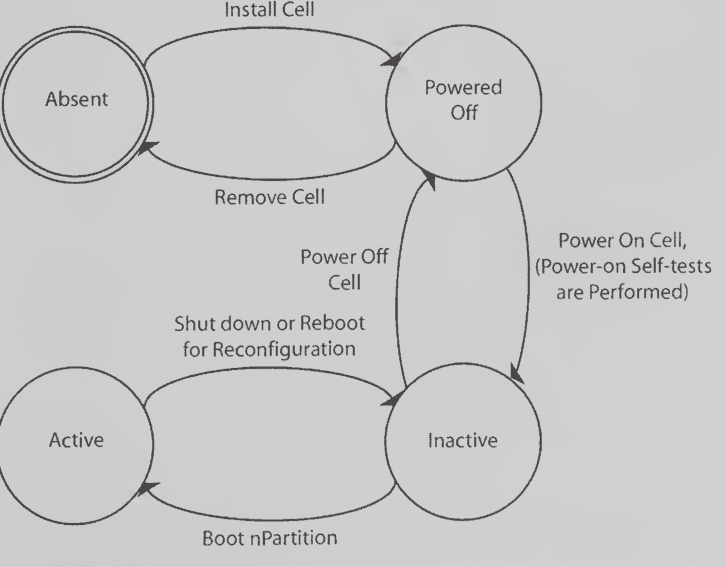 Install Cell
Absent
Powered
Off
Remove Cell
Power Off
Cell
Power On Cell,
(Power-on Self-tests
are Performed)
Shut down or Reboot
for Reconfiguration
Active
Inactive
Boot nPartition